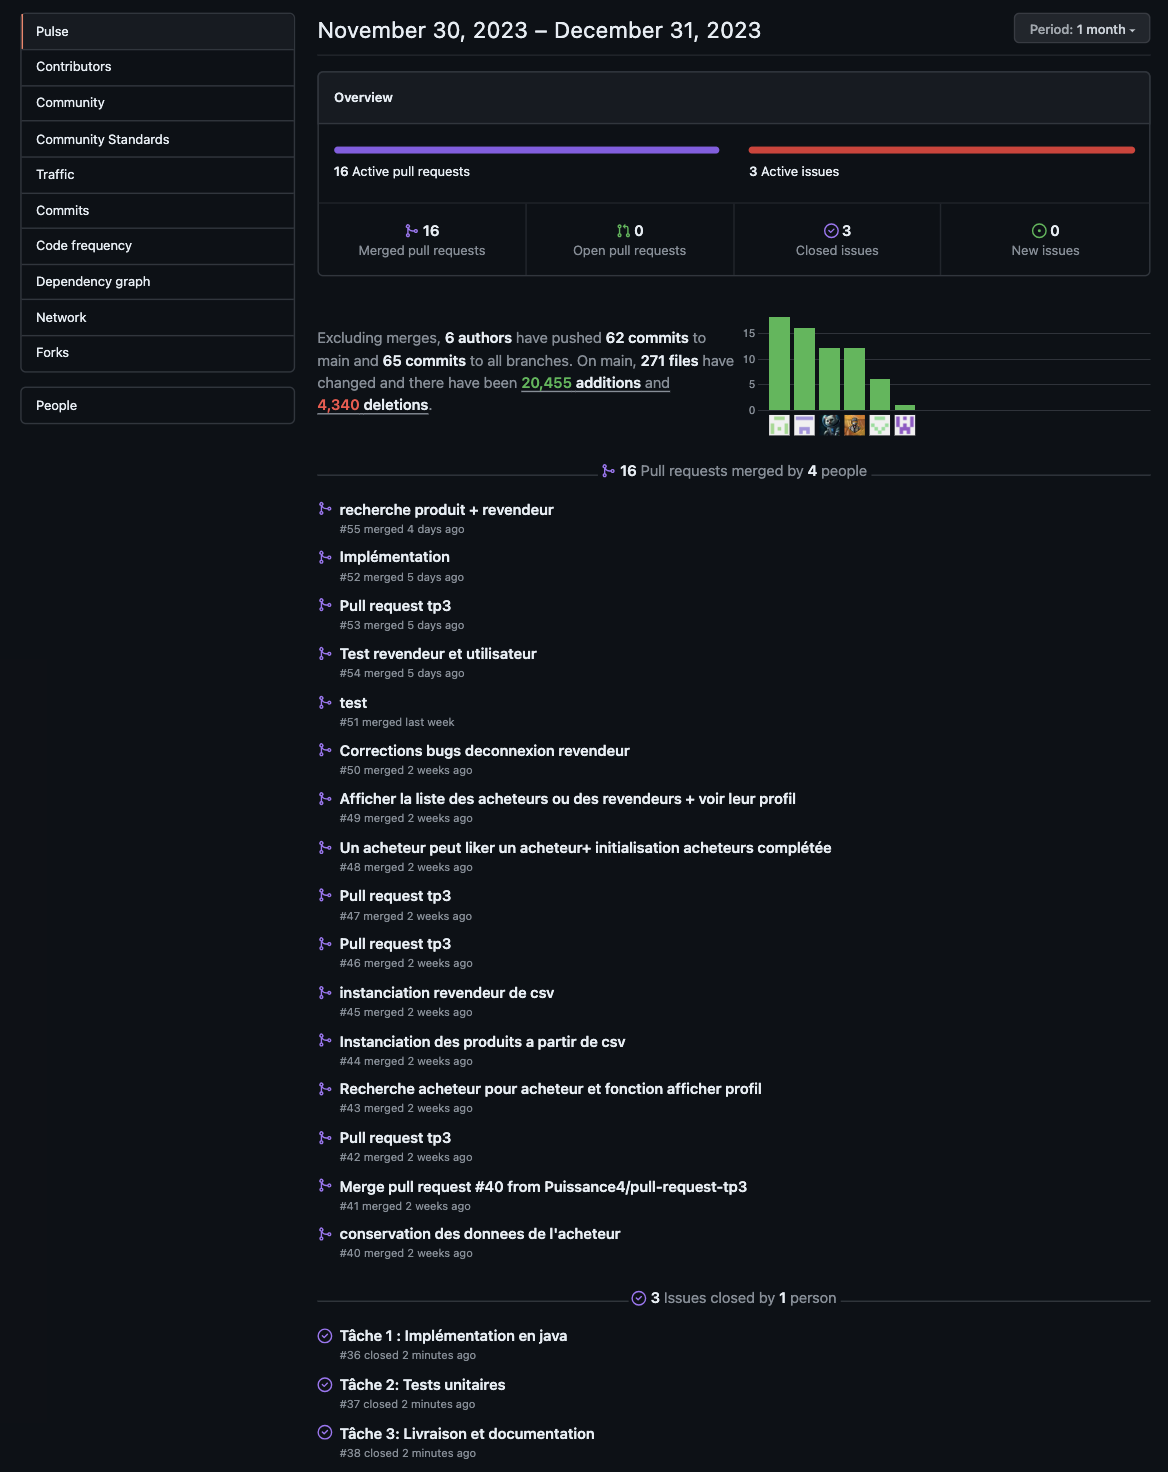 Pulse
Contributors
Community
Community Standards
Traffic
Commits
Code frequency
Dependency graph
Network
Forks
People
November 30, 2023 – December 31, 2023
Period: 1 month
Overview
16 Active pull requests
3 Active issues
16
Merged pull requests
0
Open pull requests
3
Closed issues
0
New issues
Excluding merges, 6 authors have pushed 62 commits to
main and 65 commits to all branches. On main, 271 files have
changed and there have been 20,455 additions and
4,340 deletions.
15
10
5
0
16 Pull requests merged by 4 people
recherche produit + revendeur
#55 merged 4 days ago
Implémentation
#52 merged 5 days ago
Pull request tp3
#53 merged 5 days ago
Test revendeur et utilisateur
#54 merged 5 days ago
test
#51 merged last week
Corrections bugs deconnexion revendeur
#50 merged 2 weeks ago
Afficher la liste des acheteurs ou des revendeurs + voir leur profil
#49 merged 2 weeks ago
Un acheteur peut liker un acheteur+ initialisation acheteurs complétée
#48 merged 2 weeks ago
Pull request tp3
#47 merged 2 weeks ago
Pull request tp3
#46 merged 2 weeks ago
instanciation revendeur de csv
#45 merged 2 weeks ago
Instanciation des produits a partir de csv
#44 merged 2 weeks ago
Recherche acheteur pour acheteur et fonction afficher profil
#43 merged 2 weeks ago
Pull request tp3
#42 merged 2 weeks ago
Merge pull request #40 from Puissance4/pull-request-tp3
#41 merged 2 weeks ago
conservation des donnees de l'acheteur
#40 merged 2 weeks ago
3 Issues closed by 1 person
Tâche 1 : Implémentation en java
#36 closed 2 minutes ago
Tâche 2: Tests unitaires
#37 closed 2 minutes ago
Tâche 3: Livraison et documentation
#38 closed 2 minutes ago